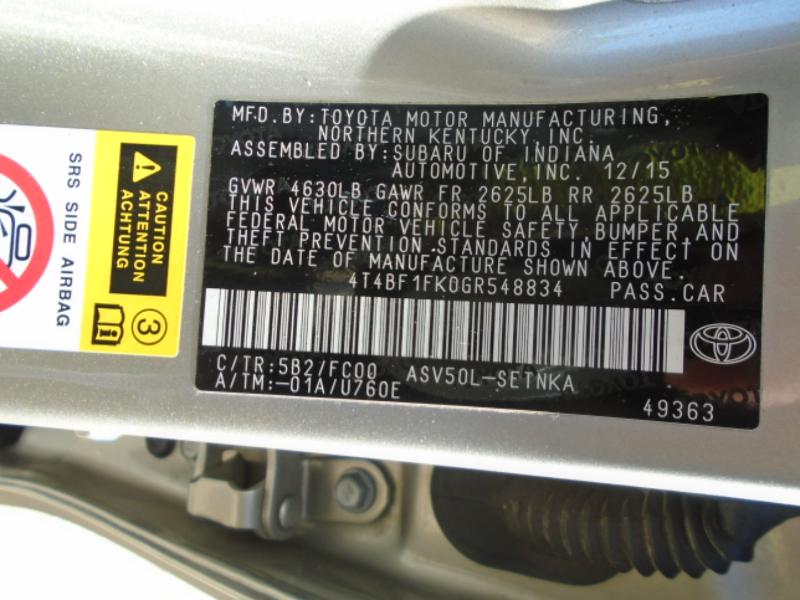 SRS SIDE AIRBAG
CAUTION
ATTENTION
ACHTUNG
3
MFD.BY:TOYOTA MOTOR MANUFACTURING,
NORTHERN KENTUCKY,INC.
ASSEMBLED BY:SUBARU OF INDIANA
AUTOMOTIVE,INC. 12/15
GVWR 4630LB GAWR FR 2625LB RR 2625LB
THIS VEHICLE CONFORMS TO ALL APPLICABLE
FEDERAL MOTOR VEHICLE SAFETY,BUMPER,AND
THEFT PREVENTION STANDARDS IN EFFECT ON
THE DATE OF MANUFACTURE SHOWN ABOVE.
4T4BF1FK0GR548834 PASS.CAR
C/TR:5B2/FC00 ASV50L-SETNKA
A/TM:-01A/U760E
49363